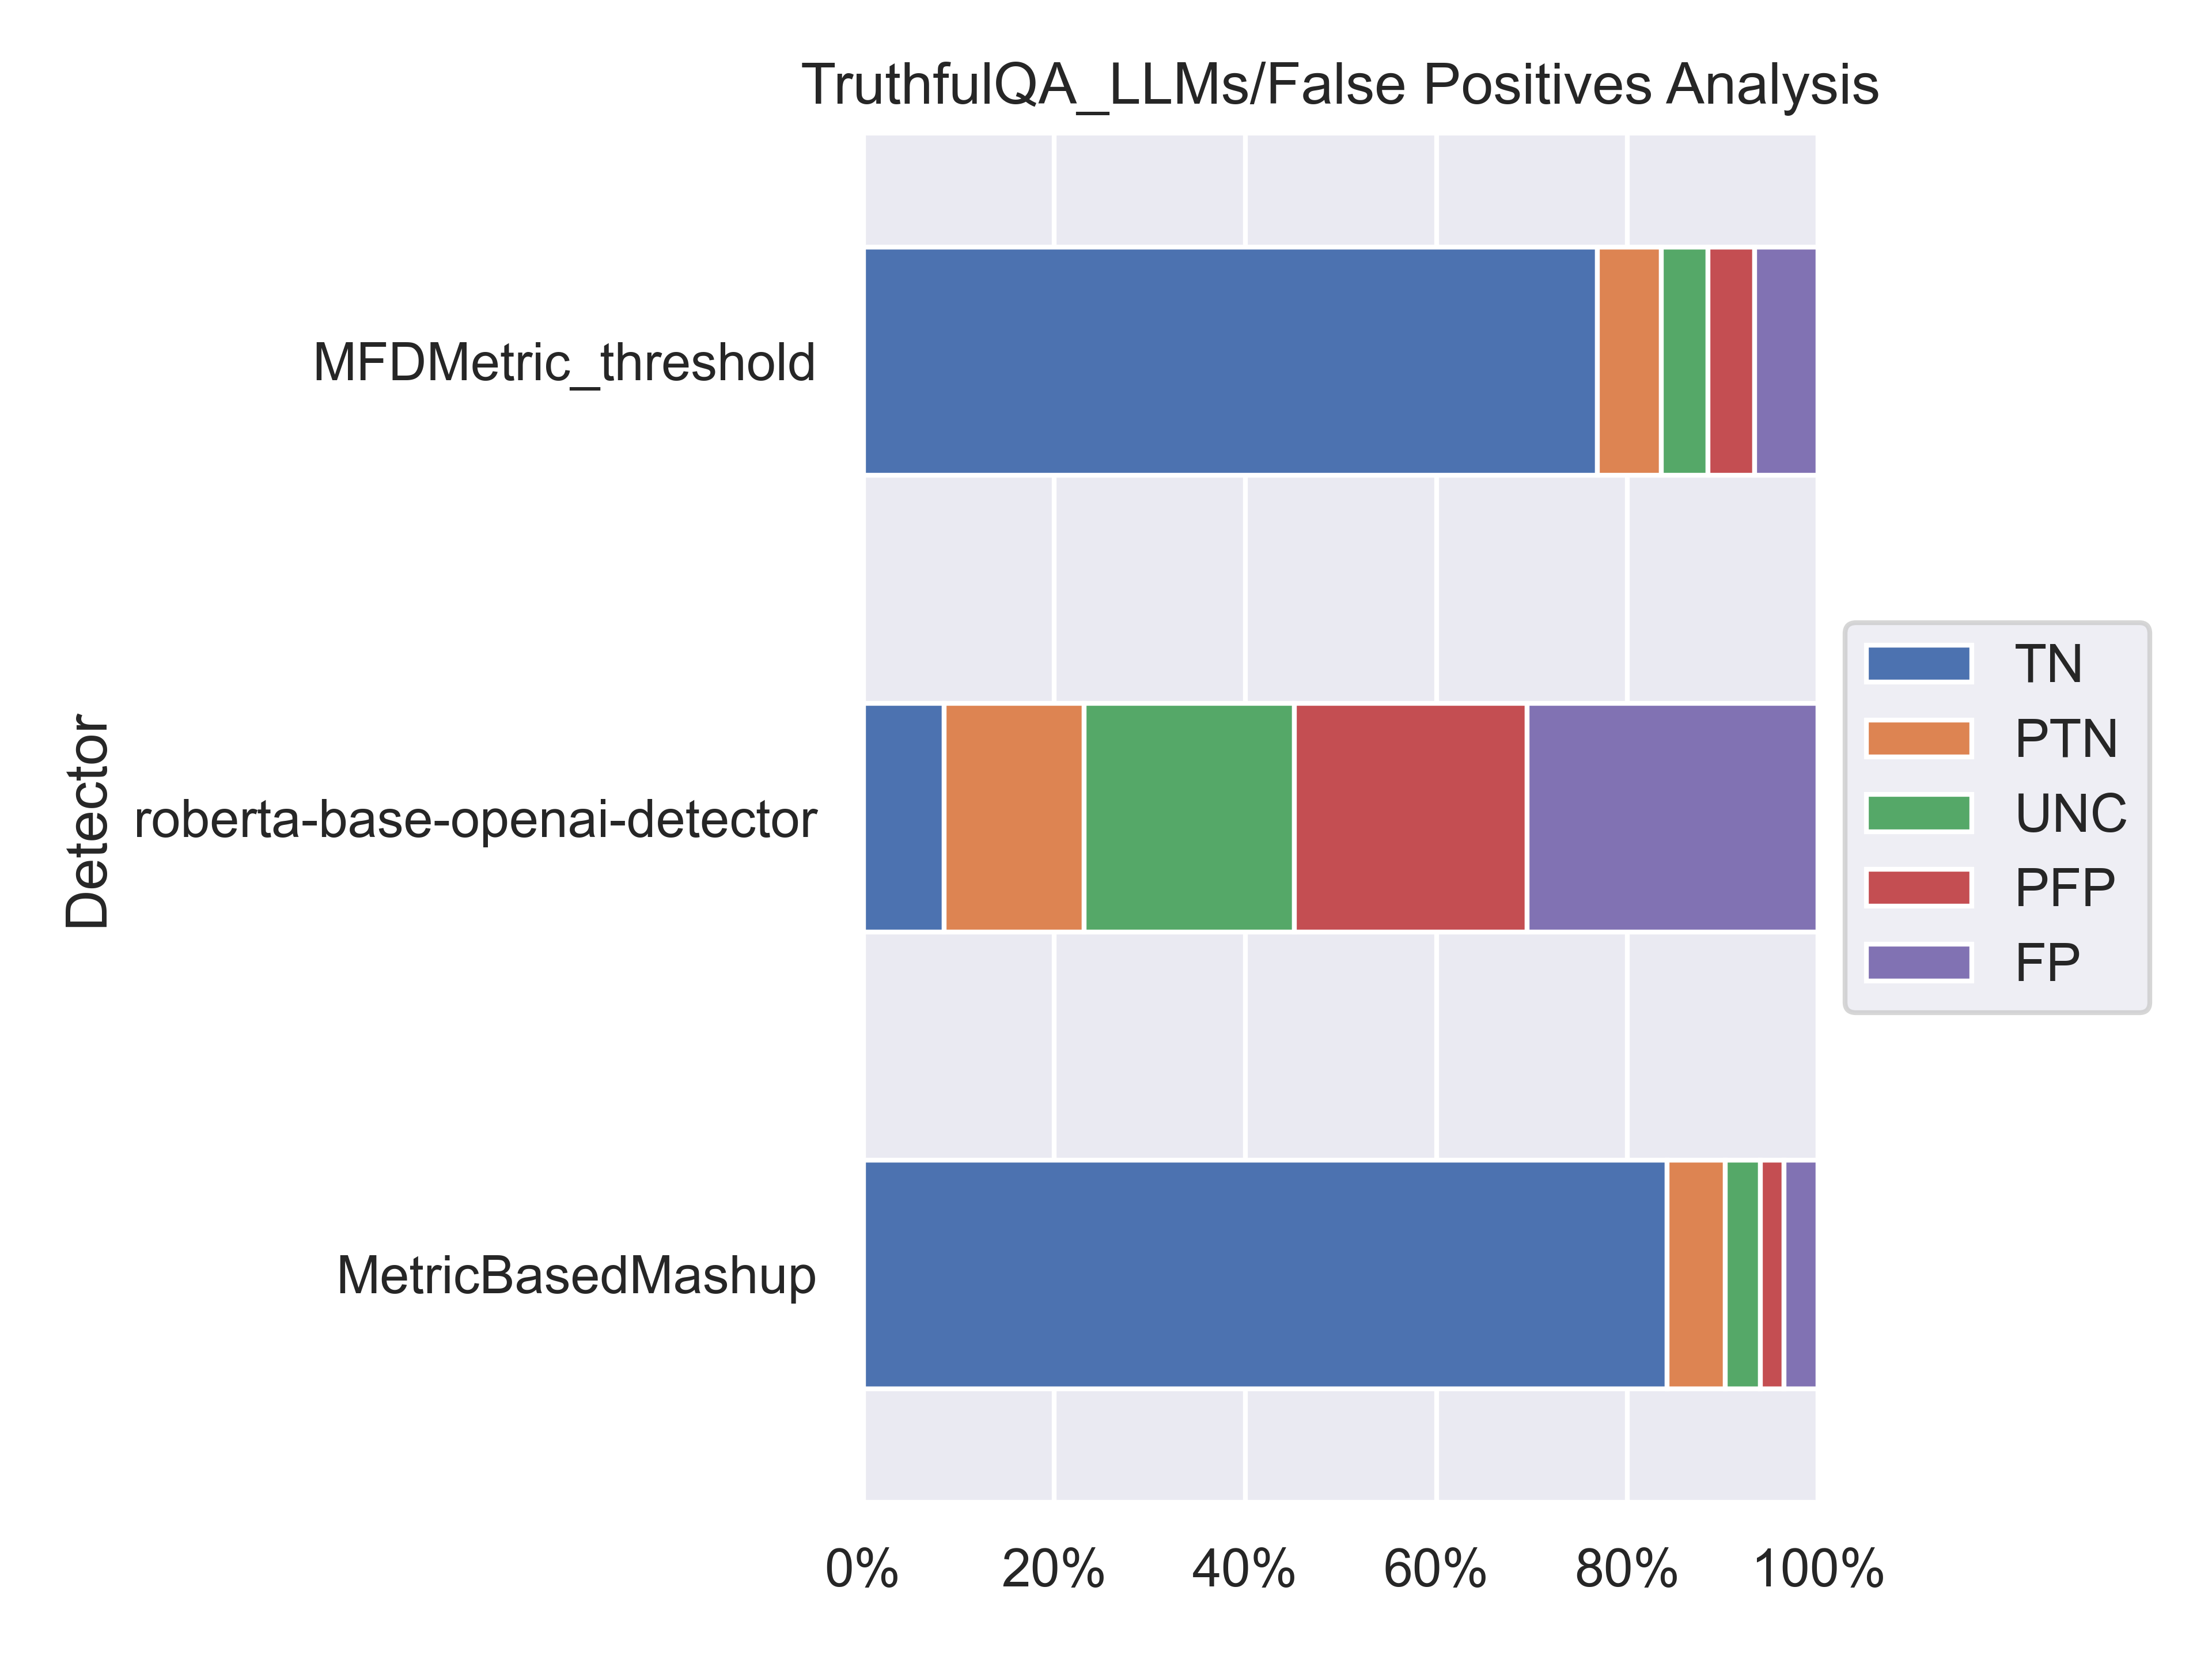 TruthfulQA_LLMs/False Positives Analysis
Detector
MFDMetric_threshold
roberta-base-openai-detector
MetricBasedMashup
TN
PTN
UNC
PFP
FP
0% 20% 40% 60% 80% 100%